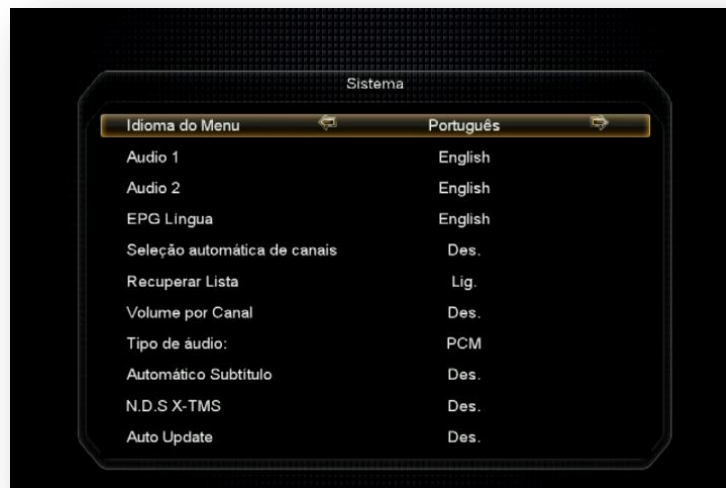 Sistema
Idioma do Menu Português
Audio 1 English
Audio 2 English
EPG Lingua English
Seleção automática de canais Des.
Recuperar Lista Lig.
Volume por Canal Des.
Tipo de áudio: PCM
Automático Subtítulo Des.
N.D.S X-TMS Des.
Auto Update Des.